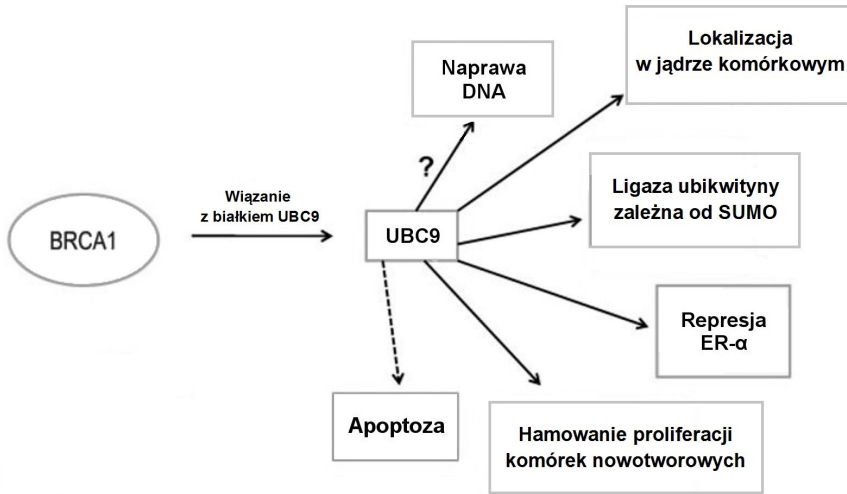 Lokalizacja
w jądrze komórkowym
Naprawa
DNA
?
Ligaza ubikwityny
zależna od SUMO
Wiązanie
z białkiem UBC9
BRCA1
UBC9
Represja
ER-α
Apoptoza
Hamowanie proliferacji
komórek nowotworowych